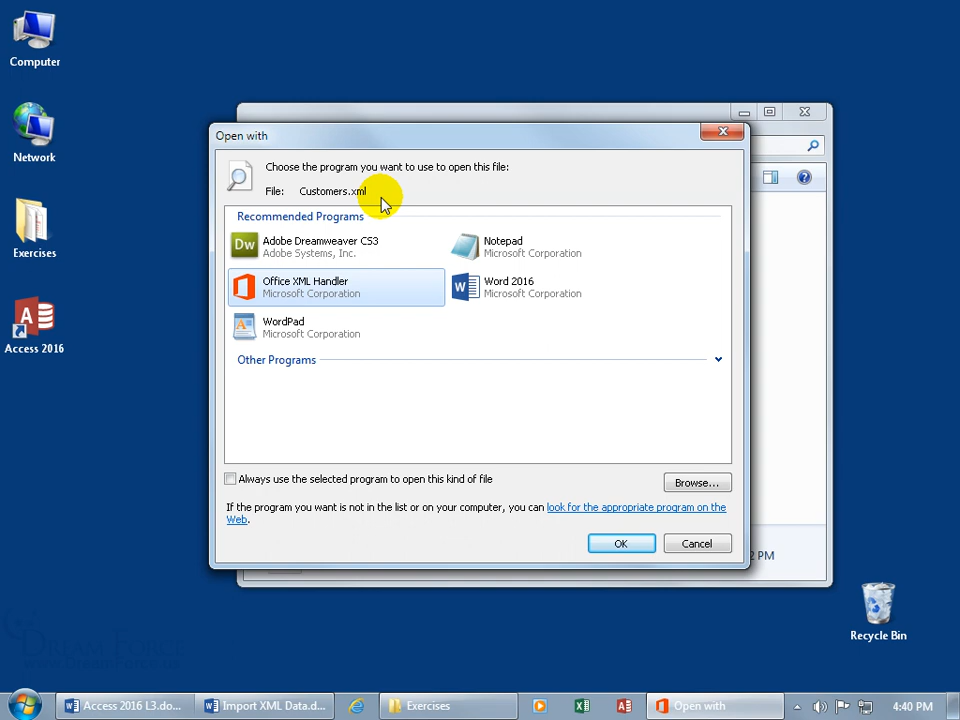 Computer
Network
Exercises
Access 2016
Open with
Choose the program you want to use to open this file:
File: Customers.xml
Recommended Programs
Dw Adobe Dreamweaver CS3
Adobe Systems, Inc.
Notepad
Microsoft Corporation
Office XML Handler
Microsoft Corporation
W Word 2016
Microsoft Corporation
WordPad
Microsoft Corporation
Other Programs
Always use the selected program to open this kind of file
Browse...
If the program you want is not in the list or on your computer, you can look for the appropriate program on the
Web.
OK
Cancel
2 PM
Recycle Bin
Access 2016 L3.do...
Import XML Data.d...
Exercises
Open with
4:40 PM